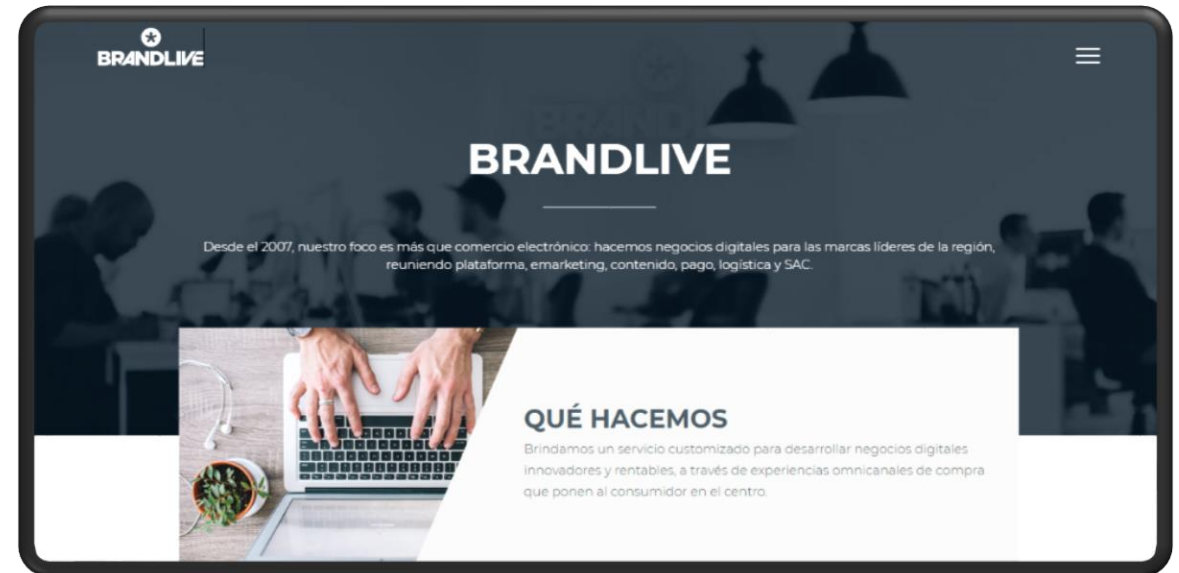 BRANDLIVE
BRANDLIVE
Desde el 2007, nuestro foco es más que comercio electrónico: hacemos negocios digitales para las marcas líderes de la región,
reuniendo plataforma, emarketing, contenido, pago, logística y SAC.
QUÉ HACEMOS
Brindamos un servicio customizado para desarrollar negocios digitales
innovadores y rentables, a través de experiencias omnicanales de compra
que ponen al consumidor en el centro.